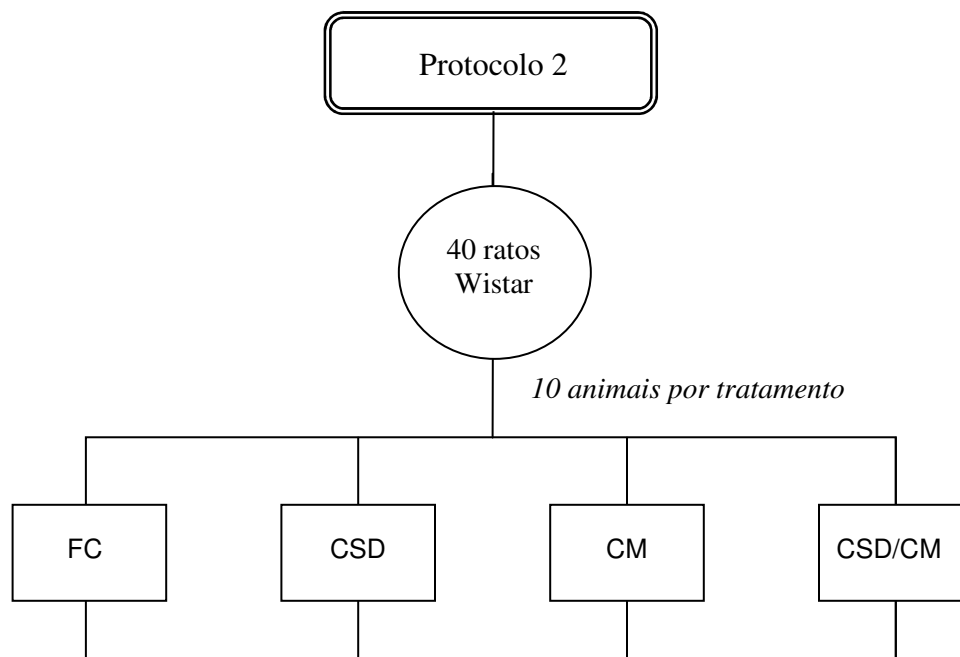 Protocolo 2
40 ratos
Wistar
10 animais por tratamento
FC
CSD
CM
CSD/CM